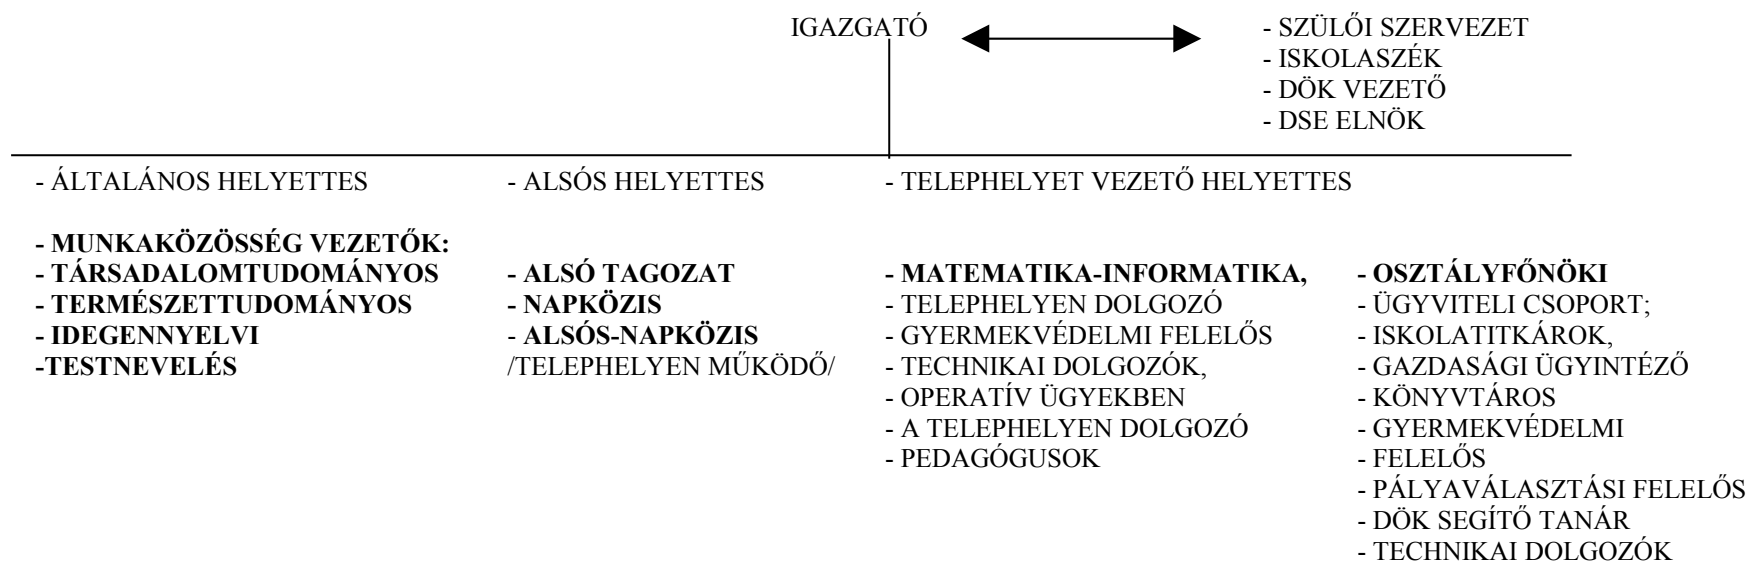 IGAZGATÓ
- SZÜLŐI SZERVEZET
- ISKOLASZÉK
- DÖK VEZETŐ
- DSE ELNÖK
- ÁLTALÁNOS HELYETTES
- MUNKAKÖZÖSSÉG VEZETŐK:
- TÁRSADALOMTUDOMÁNYOS
- TERMÉSZETTUDOMÁNYOS
- IDEGENNYELVI
-TESTNEVELÉS
- ALSÓS HELYETTES
- ALSÓ TAGOZAT
- NAPKÖZIS
- ALSÓS-NAPKÖZIS
/TELEPHELYEN MŰKÖDŐ/
- TELEPHELYET VEZETŐ HELYETTES
- MATEMATIKA-INFORMATIKA,
- TELEPHELYEN DOLGOZÓ
- GYERMEKVÉDELMI FELELŐS
- TECHNIKAI DOLGOZÓK,
- OPERATÍV ÜGYEKBEN
- A TELEPHELYEN DOLGOZÓ
- PEDAGÓGUSOK
- OSZTÁLYFŐNÖKI
- ÜGYVITELI CSOPORT;
- ISKOLATITKÁROK,
- GAZDASÁGI ÜGYINTÉZŐ
- KÖNYVTÁROS
- GYERMEKVÉDELMI
- FELELŐS
- PÁLYAVÁLASZTÁSI FELELŐS
- DÖK SEGÍTŐ TANÁR
- TECHNIKAI DOLGOZÓK